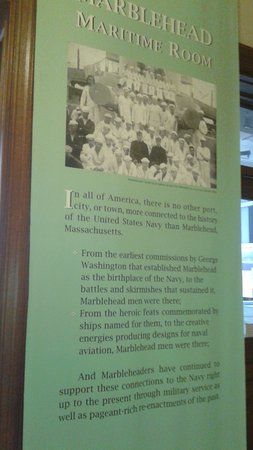 MARBLEHEAD
MARITIME ROOM
In all of America, there is no other port,
city, or town, more connected to the history
of the United States Navy than Marblehead,
Massachusetts.
From the earliest commissions by George
Washington that established Marblehead
as the birthplace of the Navy, to the
battles and skirmishes that sustained it,
Marblehead men were there;
From the heroic feats commemorated by
ships named for them, to the creative
energies producing designs for naval
aviation, Marblehead men were there;
And Marbleheaders have continued to
support these connections to the Navy right
up to the present through military service as
well as pageant-rich re-enactments of the past.